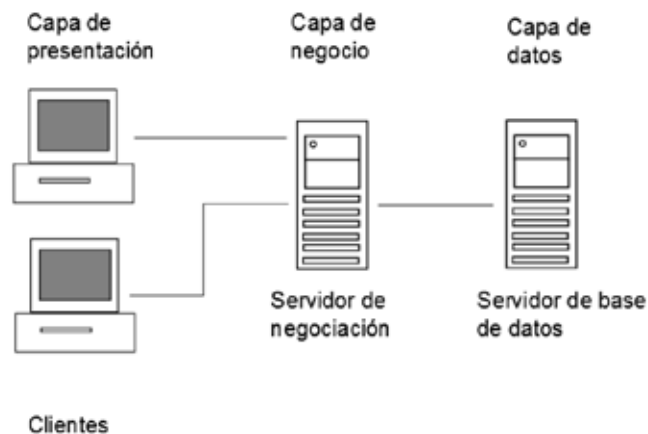 Capa de
presentación
Capa de
negocio
Capa de
datos
Servidor de
negociación
Servidor de base
de datos
Clientes